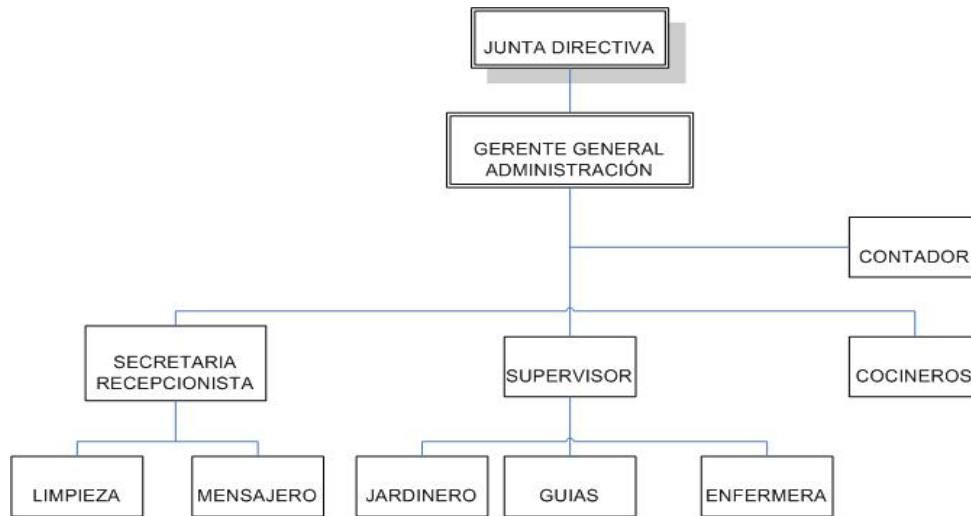 JUNTA DIRECTIVA
GERENTE GENERAL
ADMINISTRACIÓN
CONTADOR
SECRETARIA
RECEPCIONISTA
SUPERVISOR
COCINEROS
LIMPIEZA
MENSAJERO
JARDINERO
GUIAS
ENFERMERA